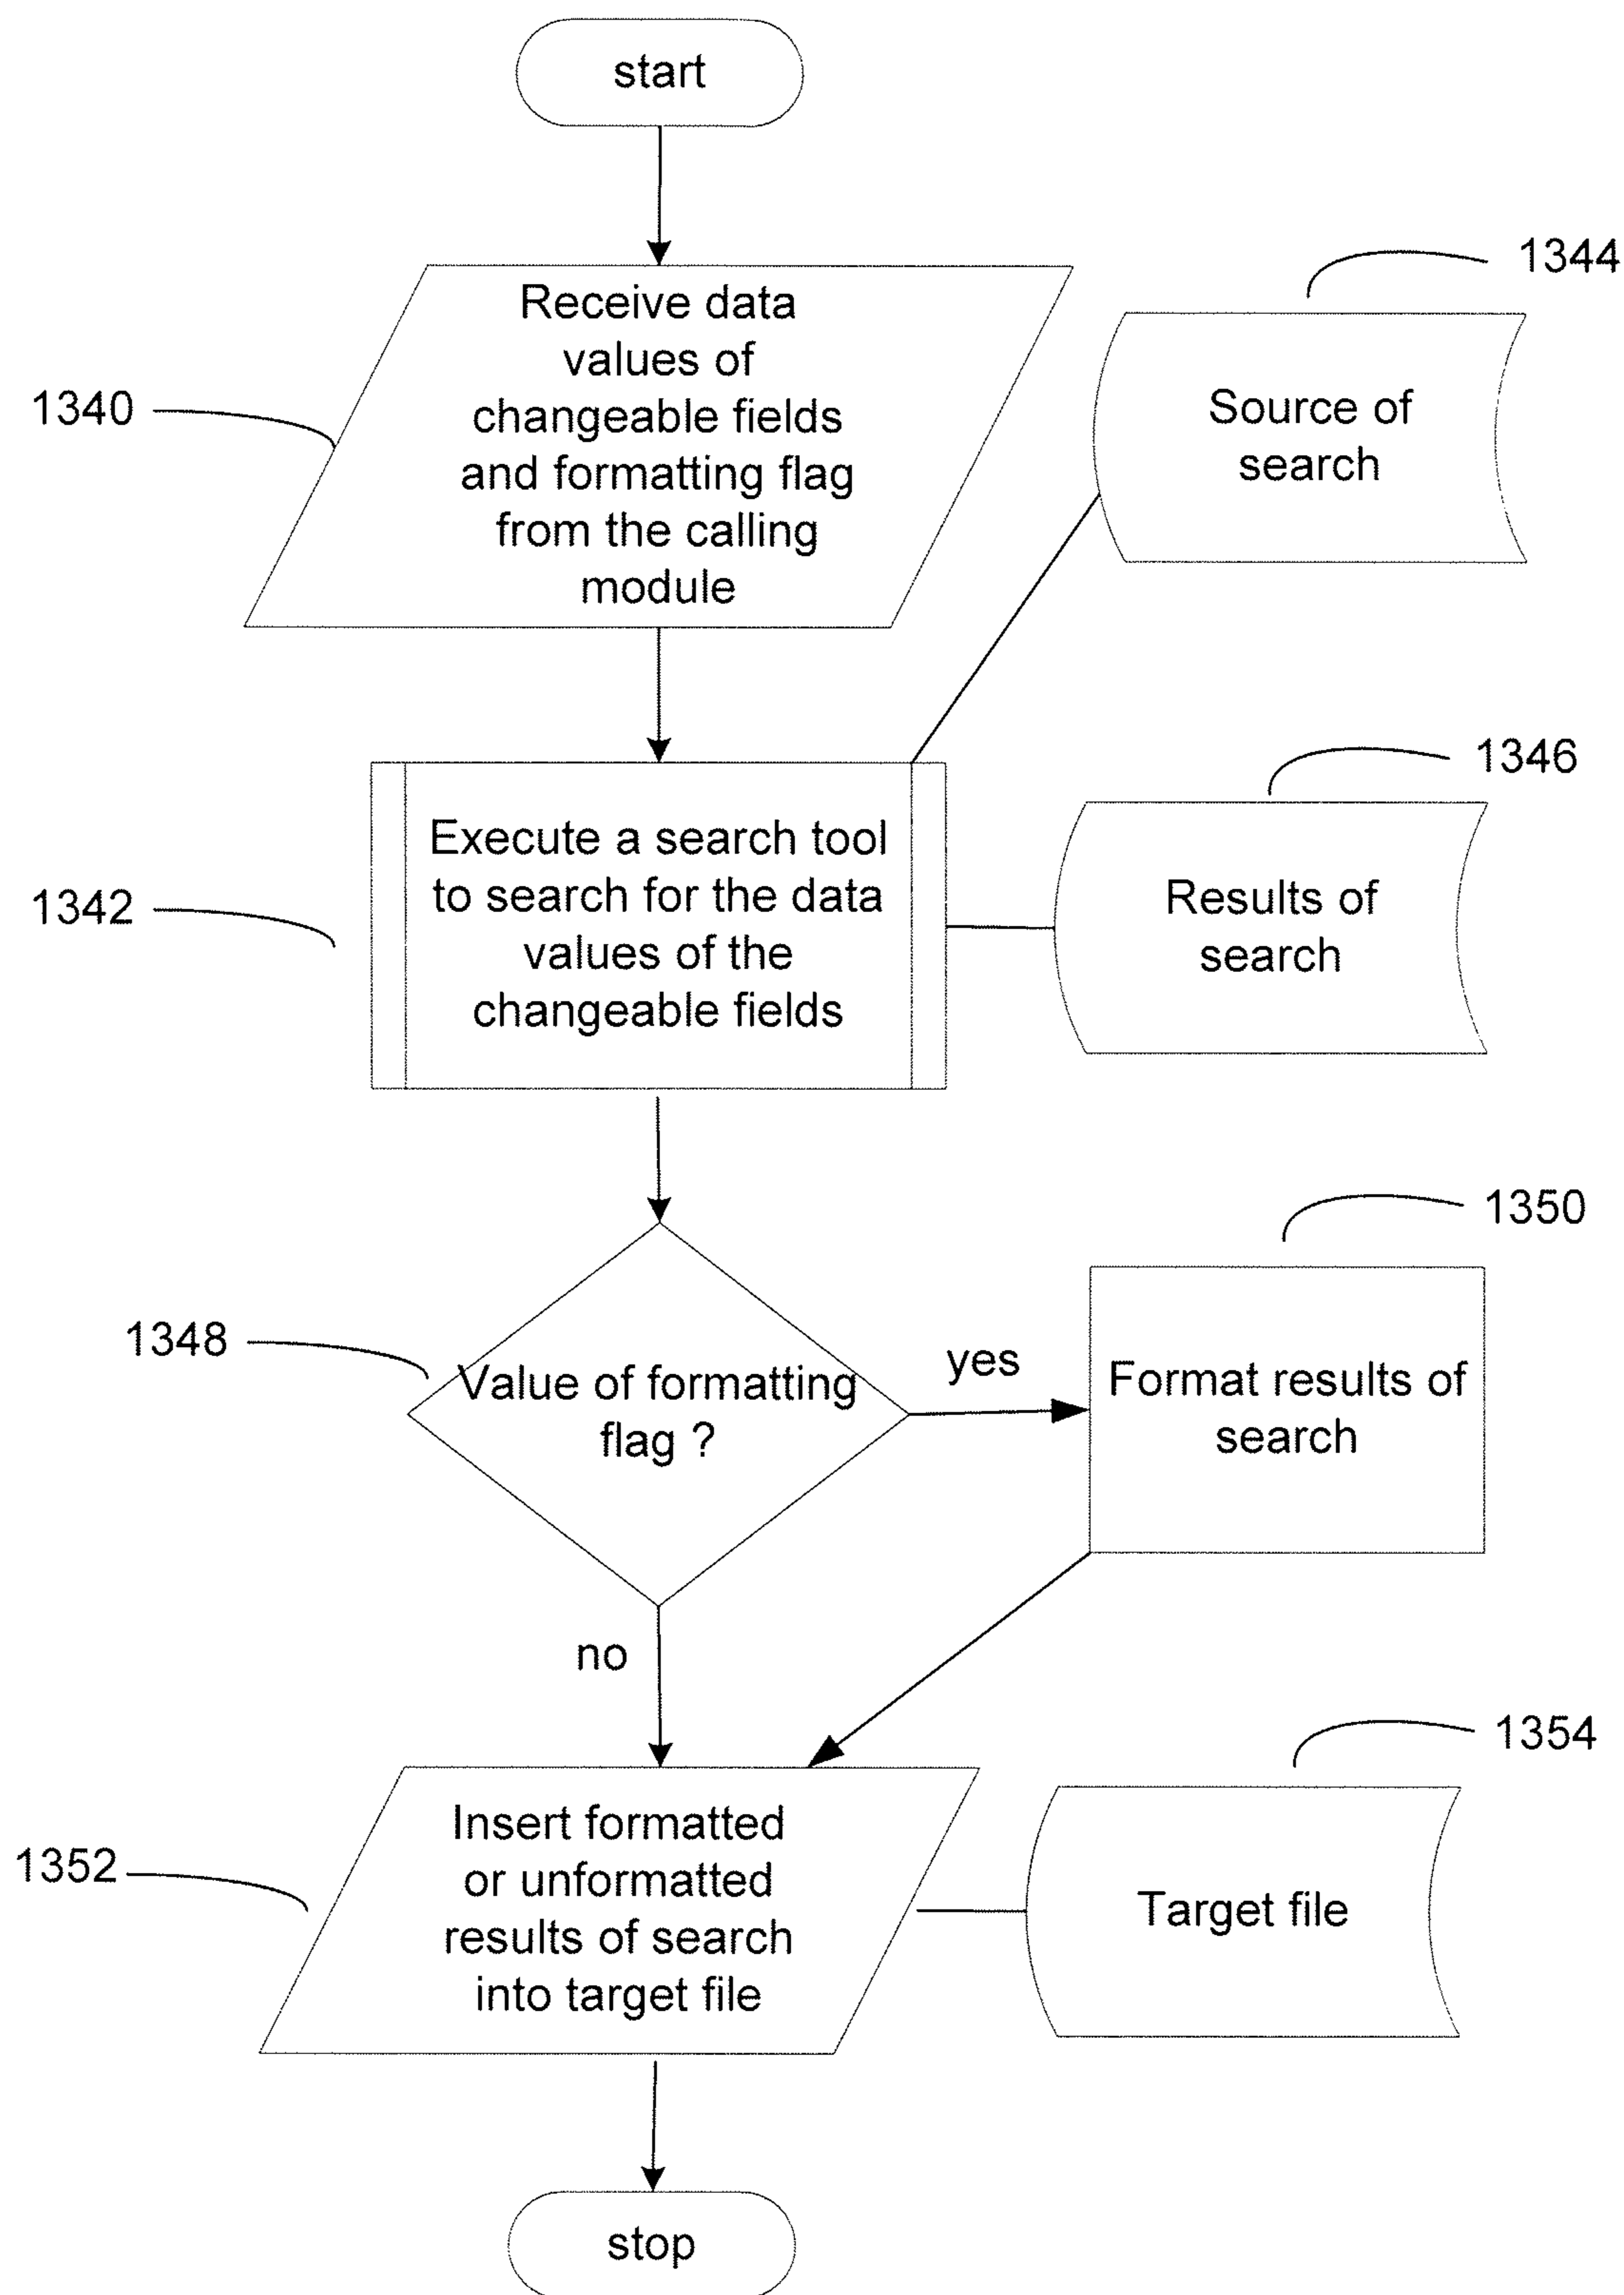 start
1344
Receive data
values of
changeable fields
and formatting flag
from the calling
module
1340
Source of
search
1346
1342
Execute a search tool
to search for the data
values of the
changeable fields
Results of
search
1350
1348
Value of formatting
flag ?
yes
Format results of
search
no
1354
1352
Insert formatted
or unformatted
results of search
into target file
Target file
stop